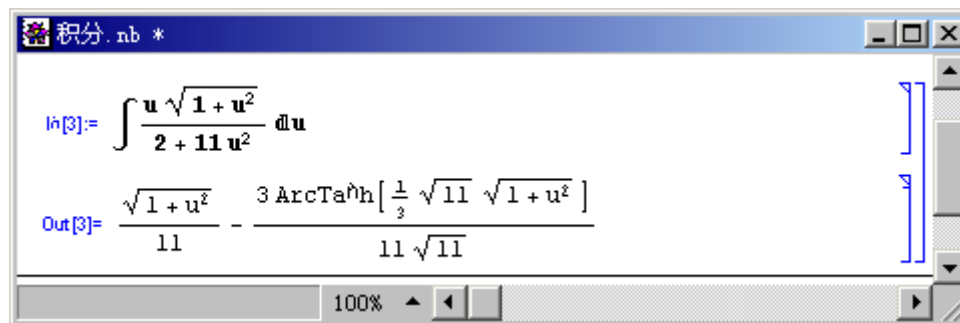 积分.nb *
In[3]:= ∫ u √(1 + u²) / (2 + 11 u²) ⅆu
Out[3]= √(1 + u²) / 11 - 3 ArcTanh[1/3 √11 √(1 + u²)] / (11 √11)
100%